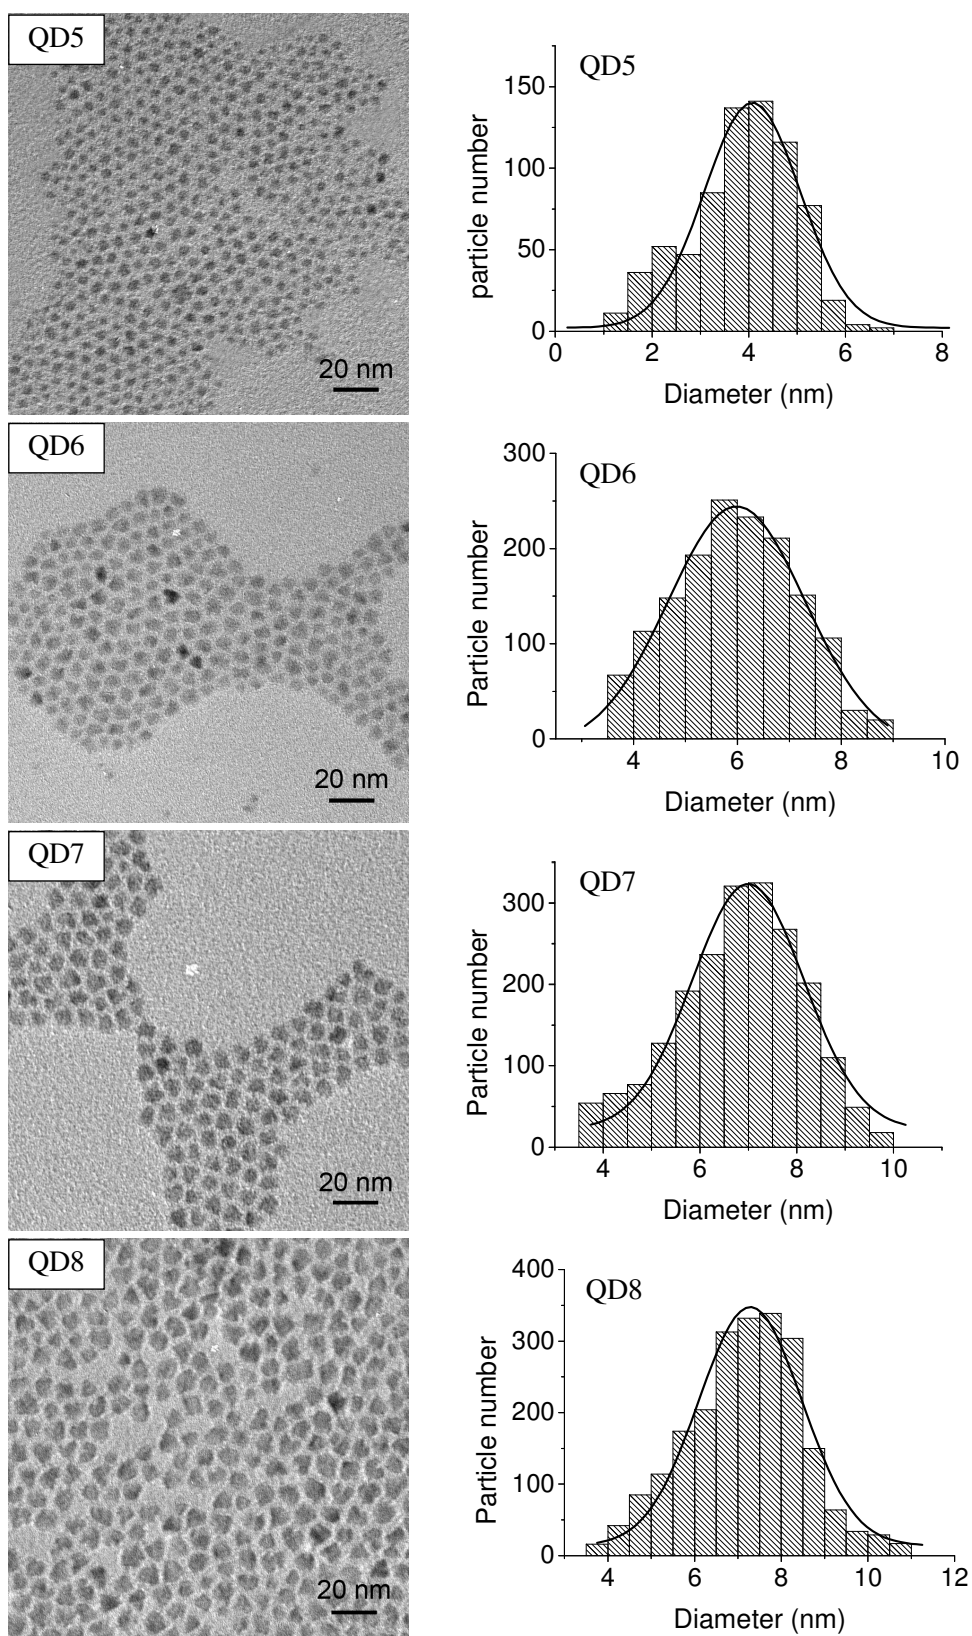 QD5
20 nm
QD5
particle number
150
100
50
0
0 2 4 6 8
Diameter (nm)
QD6
20 nm
QD6
Particle number
300
200
100
0
4 6 8 10
Diameter (nm)
QD7
20 nm
QD7
Particle number
300
200
100
0
4 6 8 10
Diameter (nm)
QD8
20 nm
QD8
Particle number
400
300
200
100
0
4 6 8 10 12
Diameter (nm)